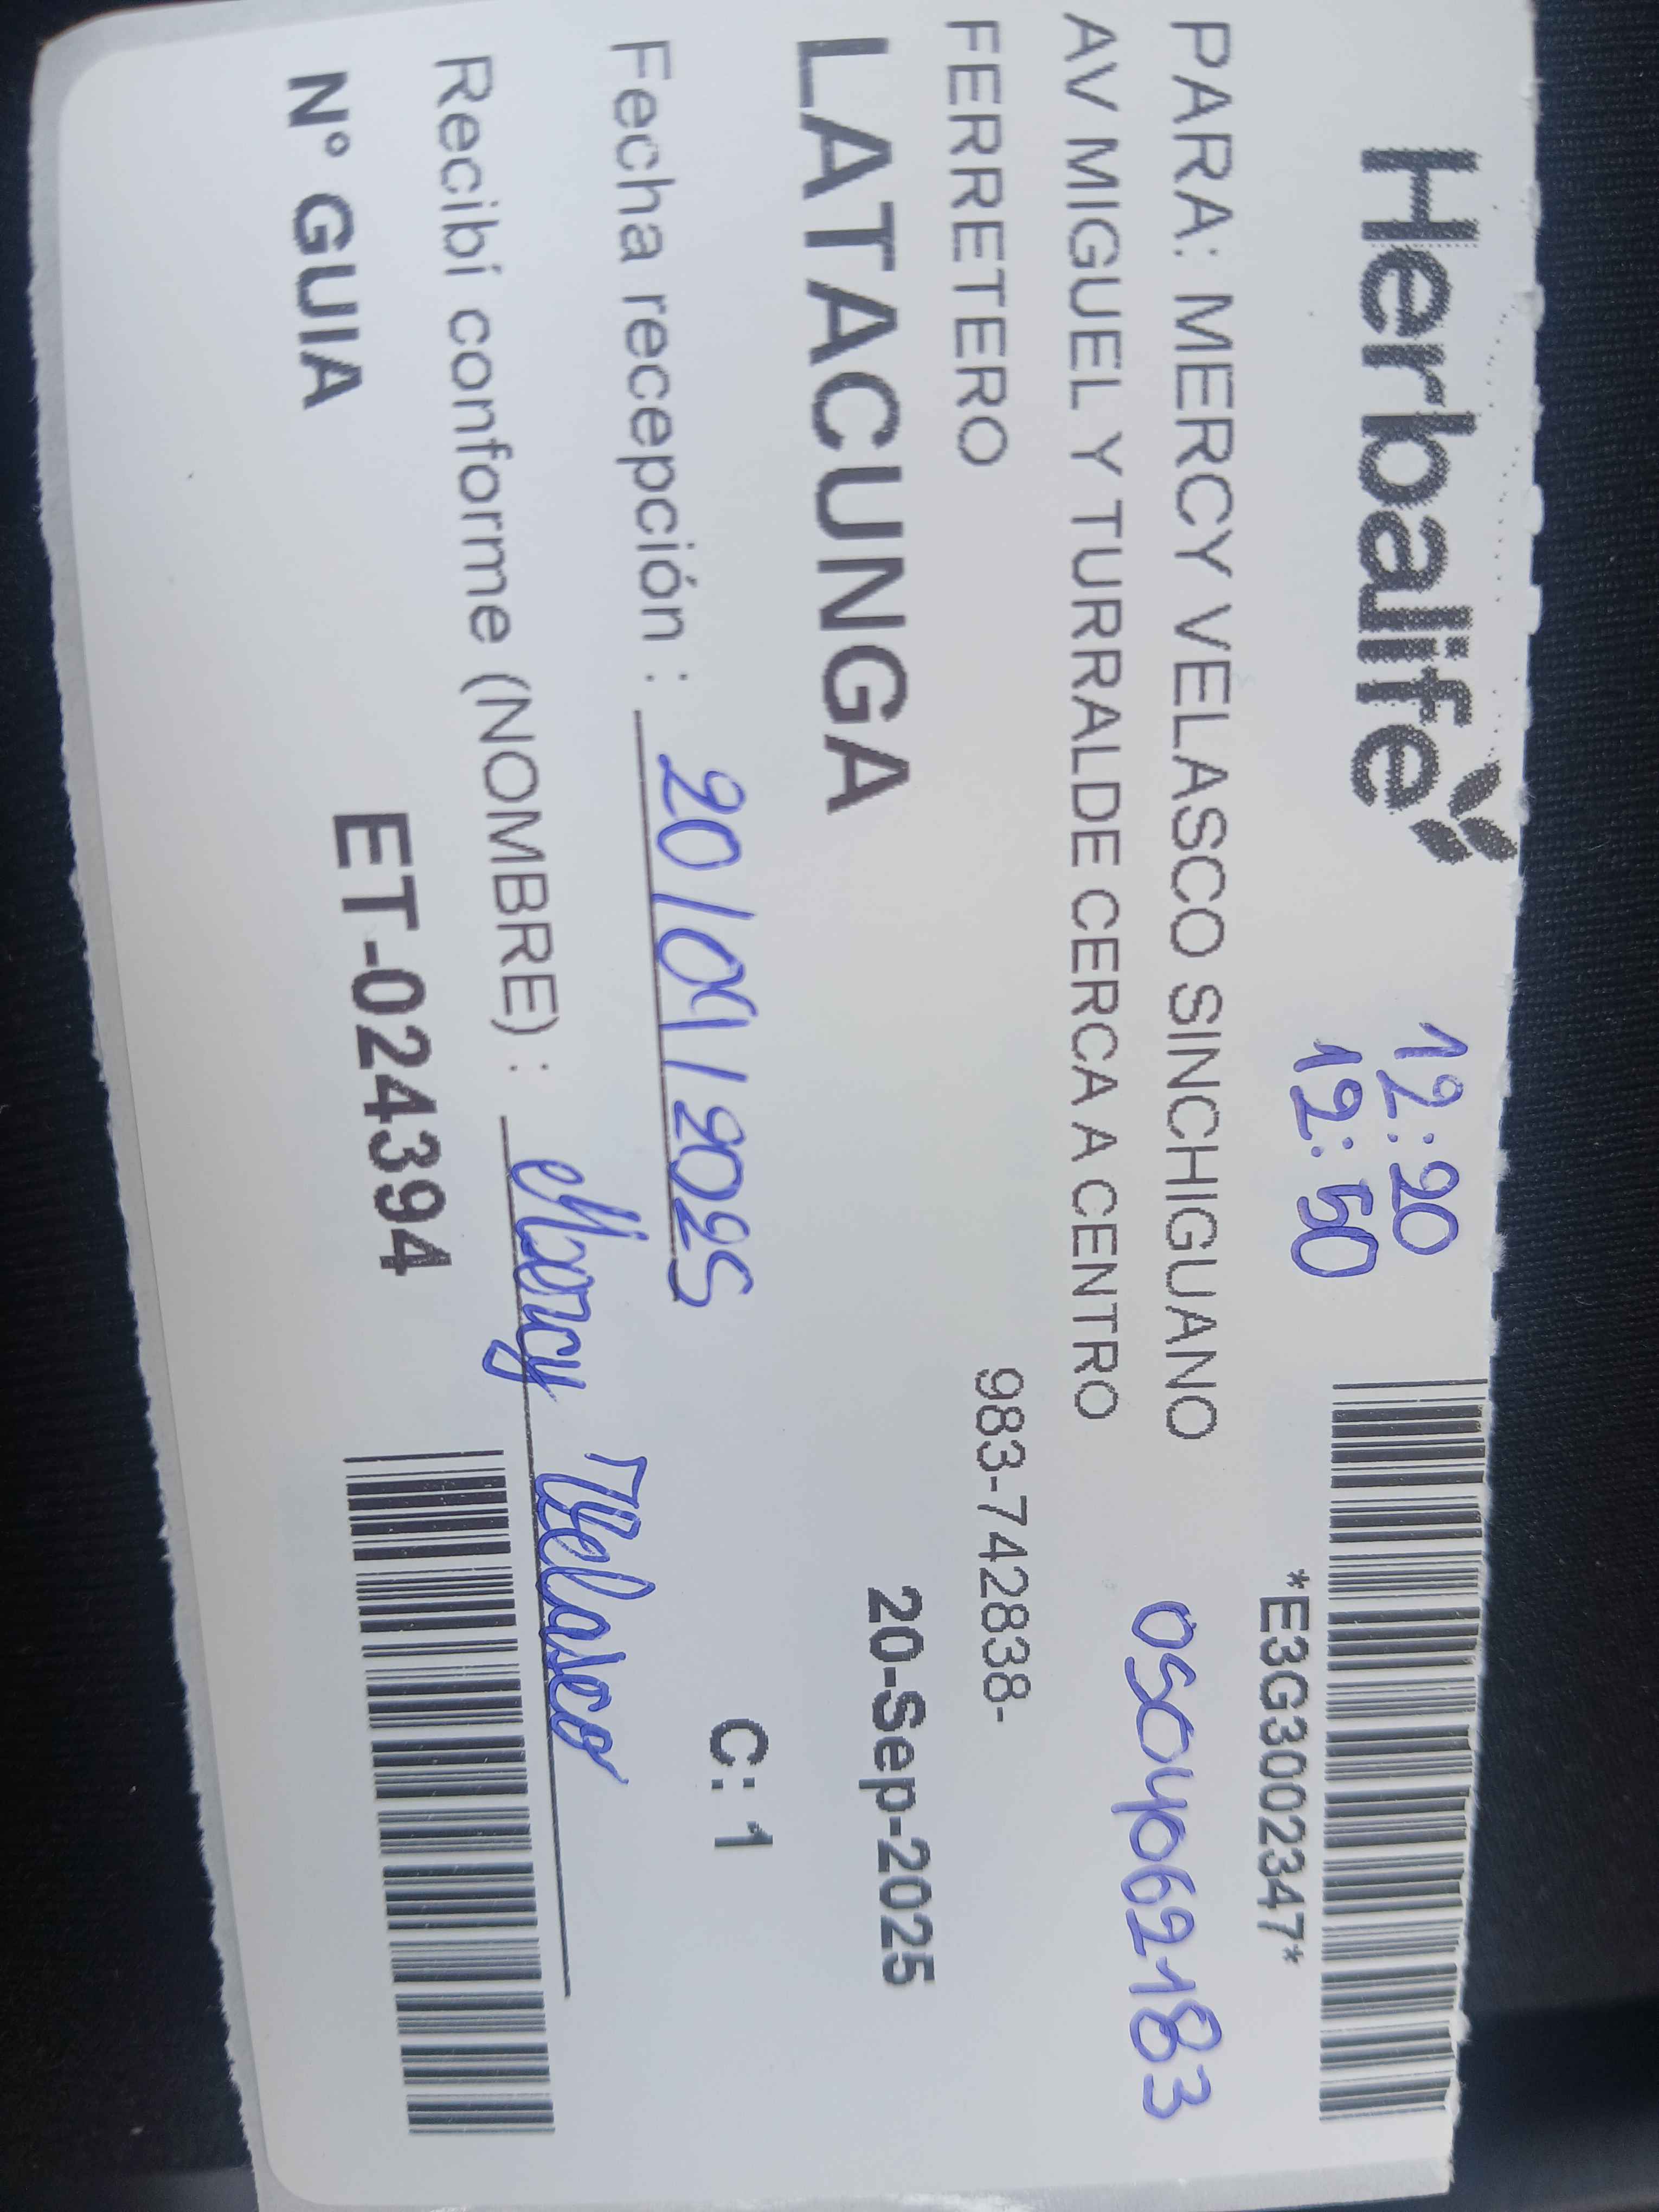 Herbalife
12:20
12:50
*E3G3002347*
PARA: MERCY VELASCO SINCHIGUANO
0504062183
AV MIGUEL Y TURRALDE CERCA A CENTRO
FERRETERO
983-742838-
LATACUNGA
20-Sep-2025
Fecha recepción : 20/09/2025
C: 1
Recibí conforme (NOMBRE) : Mercy Velasco
N° GUIA
ET-024394